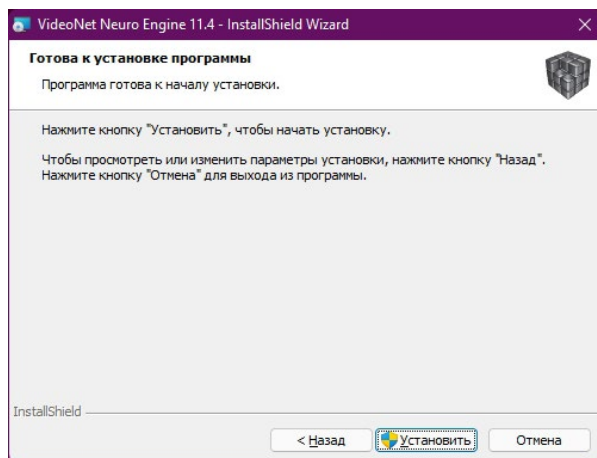 VideoNet Neuro Engine 11.4 - InstallShield Wizard
Готова к установке программы
Программа готова к началу установки.
Нажмите кнопку "Установить", чтобы начать установку.
Чтобы просмотреть или изменить параметры установки, нажмите кнопку "Назад".
Нажмите кнопку "Отмена" для выхода из программы.
InstallShield
< Назад
Установить
Отмена